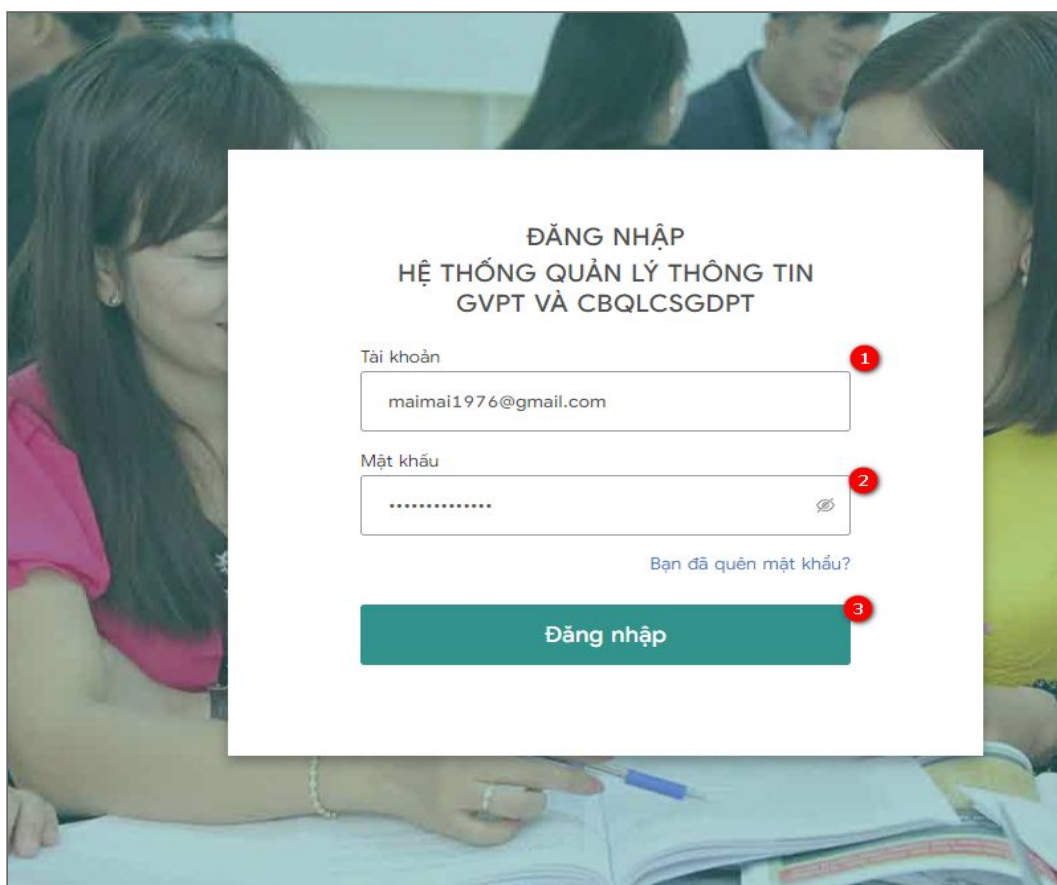 ĐĂNG NHẬP
HỆ THỐNG QUẢN LÝ THÔNG TIN
GVPT VÀ CBQLCSGDPT
Tài khoản
1
maimai1976@gmail.com
Mật khẩu
2
••••••••••••••
Bạn đã quên mật khẩu?
3
Đăng nhập